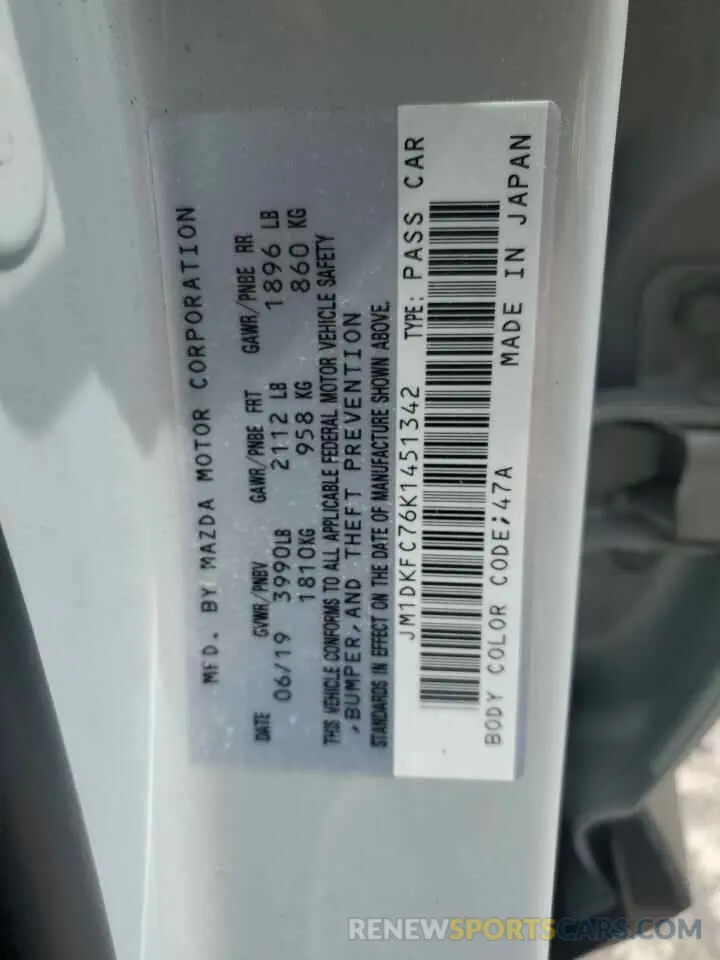 MFD. BY MAZDA MOTOR CORPORATION
DATE GVWR/PNBV GAWR/PNBE FRT GAWR/PNBE RR
06/19 3990LB 2112 LB 1896 LB
1810KG 958 KG 860 KG
THIS VEHICLE CONFORMS TO ALL APPLICABLE FEDERAL MOTOR VEHICLE SAFETY
,BUMPER,AND THEFT PREVENTION
STANDARDS IN EFFECT ON THE DATE OF MANUFACTURE SHOWN ABOVE.
JM1DKFC76K1451342 TYPE: PASS CAR
BODY COLOR CODE;47A MADE IN JAPAN
RENEWSPORTSCARS.COM